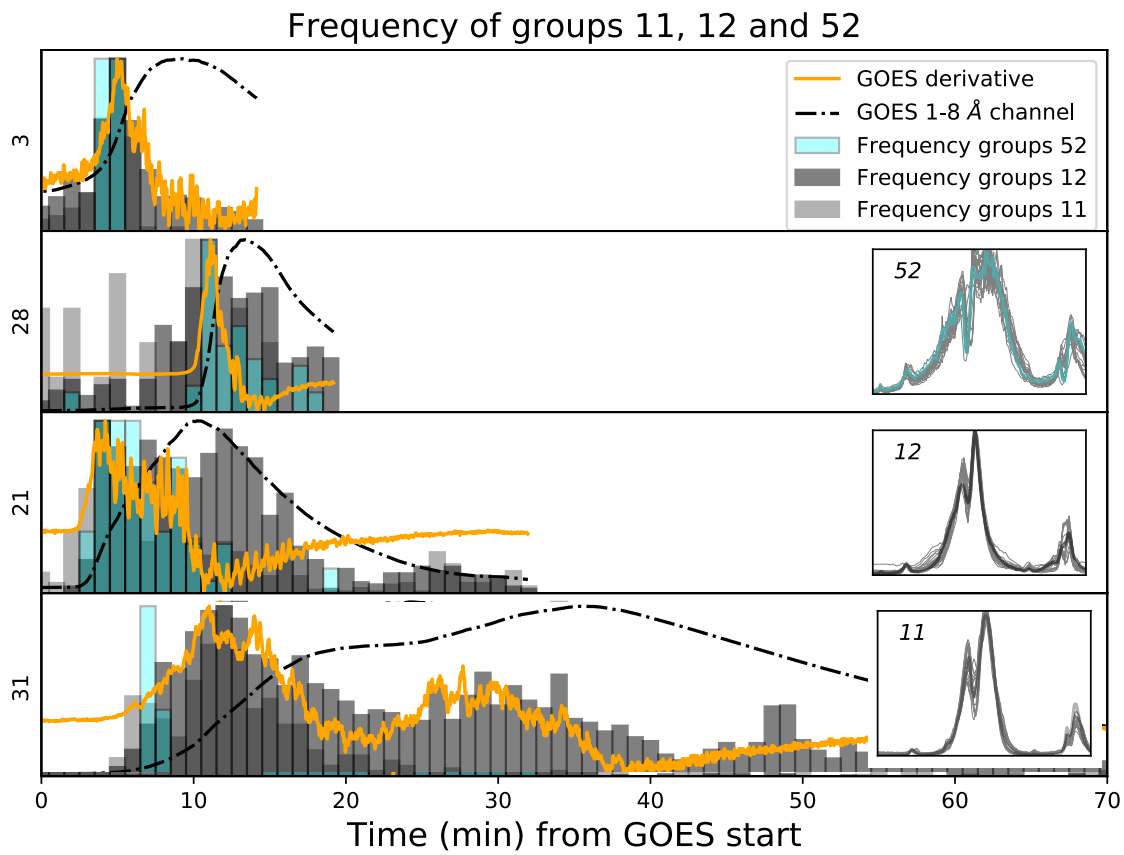 Frequency of groups 11, 12 and 52
GOES derivative
GOES 1-8 Å channel
Frequency groups 52
Frequency groups 12
Frequency groups 11
3
28
52
21
12
31
11
0 10 20 30 40 50 60 70
Time (min) from GOES start